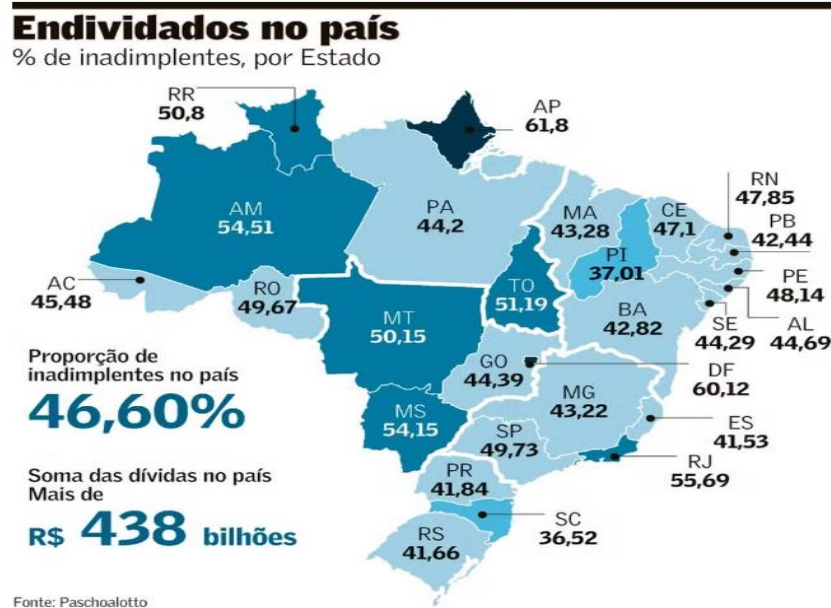 Endividados no país
% de inadimplentes, por Estado
RR
50,8
AP
61,8
AM
54,51
PA
44,2
MA
43,28
CE
47,1
RN
47,85
PB
42,44
PI
37,01
PE
48,14
AC
45,48
RO
49,67
TO
51,19
MT
50,15
BA
42,82
SE
44,29
AL
44,69
GO
44,39
DF
60,12
MG
43,22
MS
54,15
SP
49,73
ES
41,53
RJ
55,69
PR
41,84
SC
36,52
RS
41,66
Proporção de
inadimplentes no país
46,60%
Soma das dívidas no país
Mais de
R$ 438 bilhões
Fonte: Paschoalotto